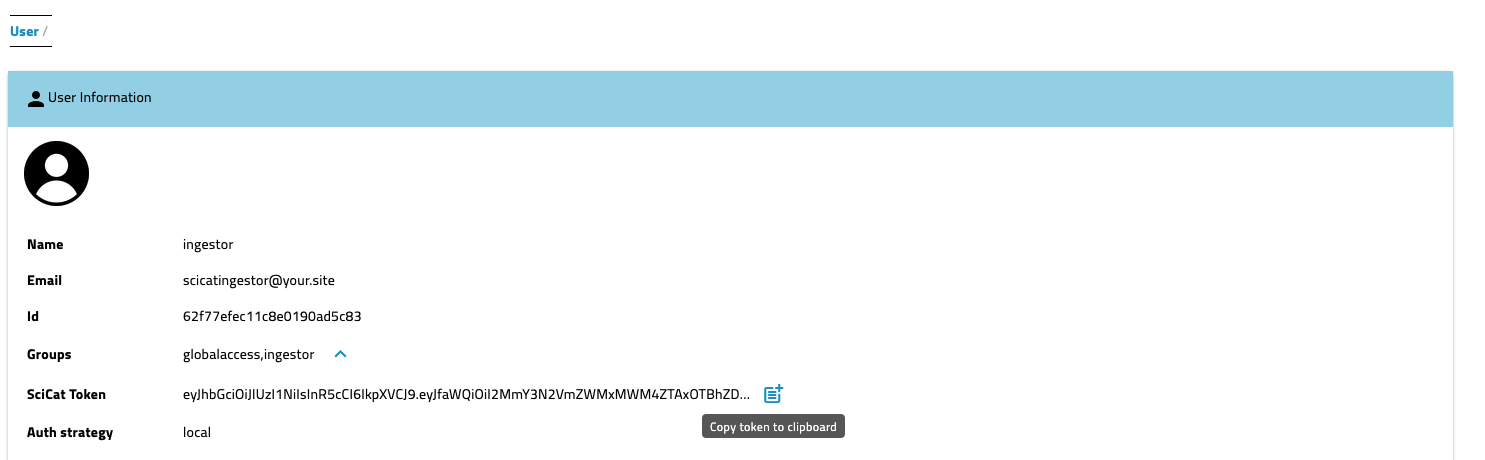 User /
User Information
Name ingestor
Email scicatingestor@your.site
Id 62f77efec11c8e0190ad5c83
Groups globalaccess,ingestor
SciCat Token eyJhbGciOiJIUzI1NiIsInR5cCI6IkpXVCJ9.eyJfaWQiOiI2MmY3N2VmZWMxMWM4ZTAxOTBhZD...
Copy token to clipboard
Auth strategy local